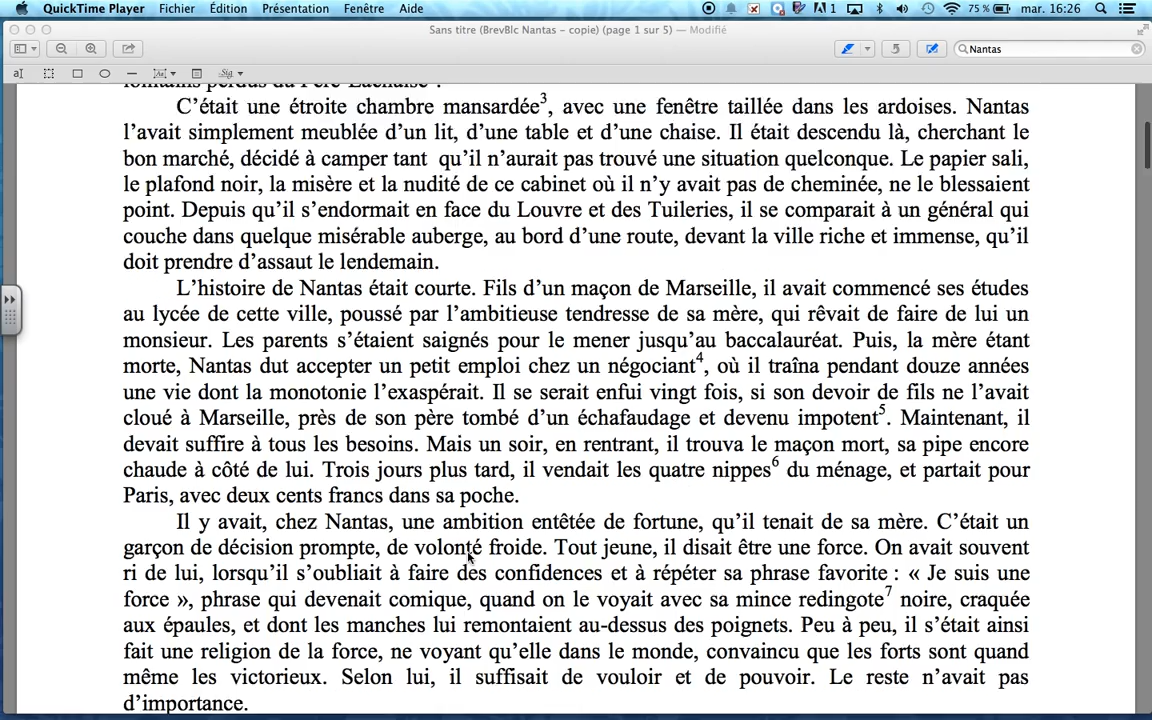 QuickTime Player Fichier Édition Présentation Fenêtre Aide 1 75 % mar. 16:26
Sans titre (BrevBlc Nantas – copie) (page 1 sur 5) — Modifié
Nantas
lointains perdus du Père-Lachaise
C’était une étroite chambre mansardée3, avec une fenêtre taillée dans les ardoises. Nantas
l’avait simplement meublée d’un lit, d’une table et d’une chaise. Il était descendu là, cherchant le
bon marché, décidé à camper tant qu’il n’aurait pas trouvé une situation quelconque. Le papier sali,
le plafond noir, la misère et la nudité de ce cabinet où il n’y avait pas de cheminée, ne le blessaient
point. Depuis qu’il s’endormait en face du Louvre et des Tuileries, il se comparait à un général qui
couche dans quelque misérable auberge, au bord d’une route, devant la ville riche et immense, qu’il
doit prendre d’assaut le lendemain.
L’histoire de Nantas était courte. Fils d’un maçon de Marseille, il avait commencé ses études
au lycée de cette ville, poussé par l’ambitieuse tendresse de sa mère, qui rêvait de faire de lui un
monsieur. Les parents s’étaient saignés pour le mener jusqu’au baccalauréat. Puis, la mère étant
morte, Nantas dut accepter un petit emploi chez un négociant4, où il traîna pendant douze années
une vie dont la monotonie l’exaspérait. Il se serait enfui vingt fois, si son devoir de fils ne l’avait
cloué à Marseille, près de son père tombé d’un échafaudage et devenu impotent5. Maintenant, il
devait suffire à tous les besoins. Mais un soir, en rentrant, il trouva le maçon mort, sa pipe encore
chaude à côté de lui. Trois jours plus tard, il vendait les quatre nippes6 du ménage, et partait pour
Paris, avec deux cents francs dans sa poche.
Il y avait, chez Nantas, une ambition entêtée de fortune, qu’il tenait de sa mère. C’était un
garçon de décision prompte, de volonté froide. Tout jeune, il disait être une force. On avait souvent
ri de lui, lorsqu’il s’oubliait à faire des confidences et à répéter sa phrase favorite : « Je suis une
force », phrase qui devenait comique, quand on le voyait avec sa mince redingote7 noire, craquée
aux épaules, et dont les manches lui remontaient au-dessus des poignets. Peu à peu, il s’était ainsi
fait une religion de la force, ne voyant qu’elle dans le monde, convaincu que les forts sont quand
même les victorieux. Selon lui, il suffisait de vouloir et de pouvoir. Le reste n’avait pas
d’importance.